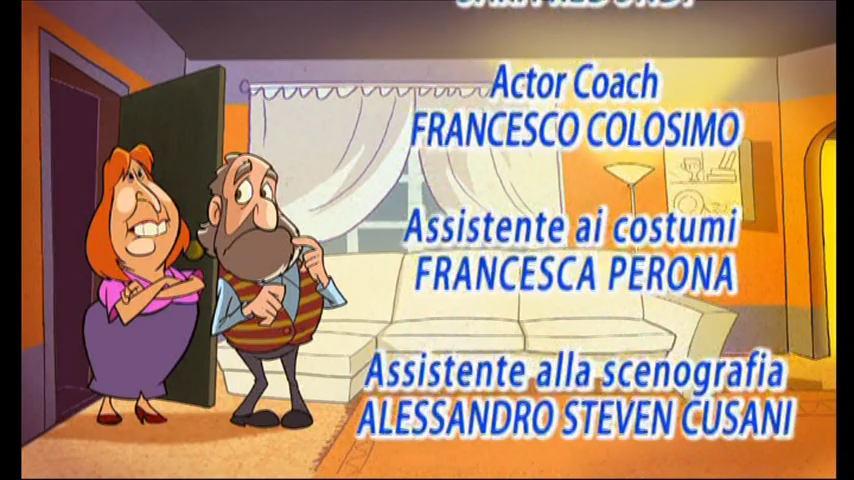 Actor Coach
FRANCESCO COLOSIMO
Assistente ai costumi
FRANCESCA PERONA
Assistente alla scenografia
ALESSANDRO STEVEN CUSANI